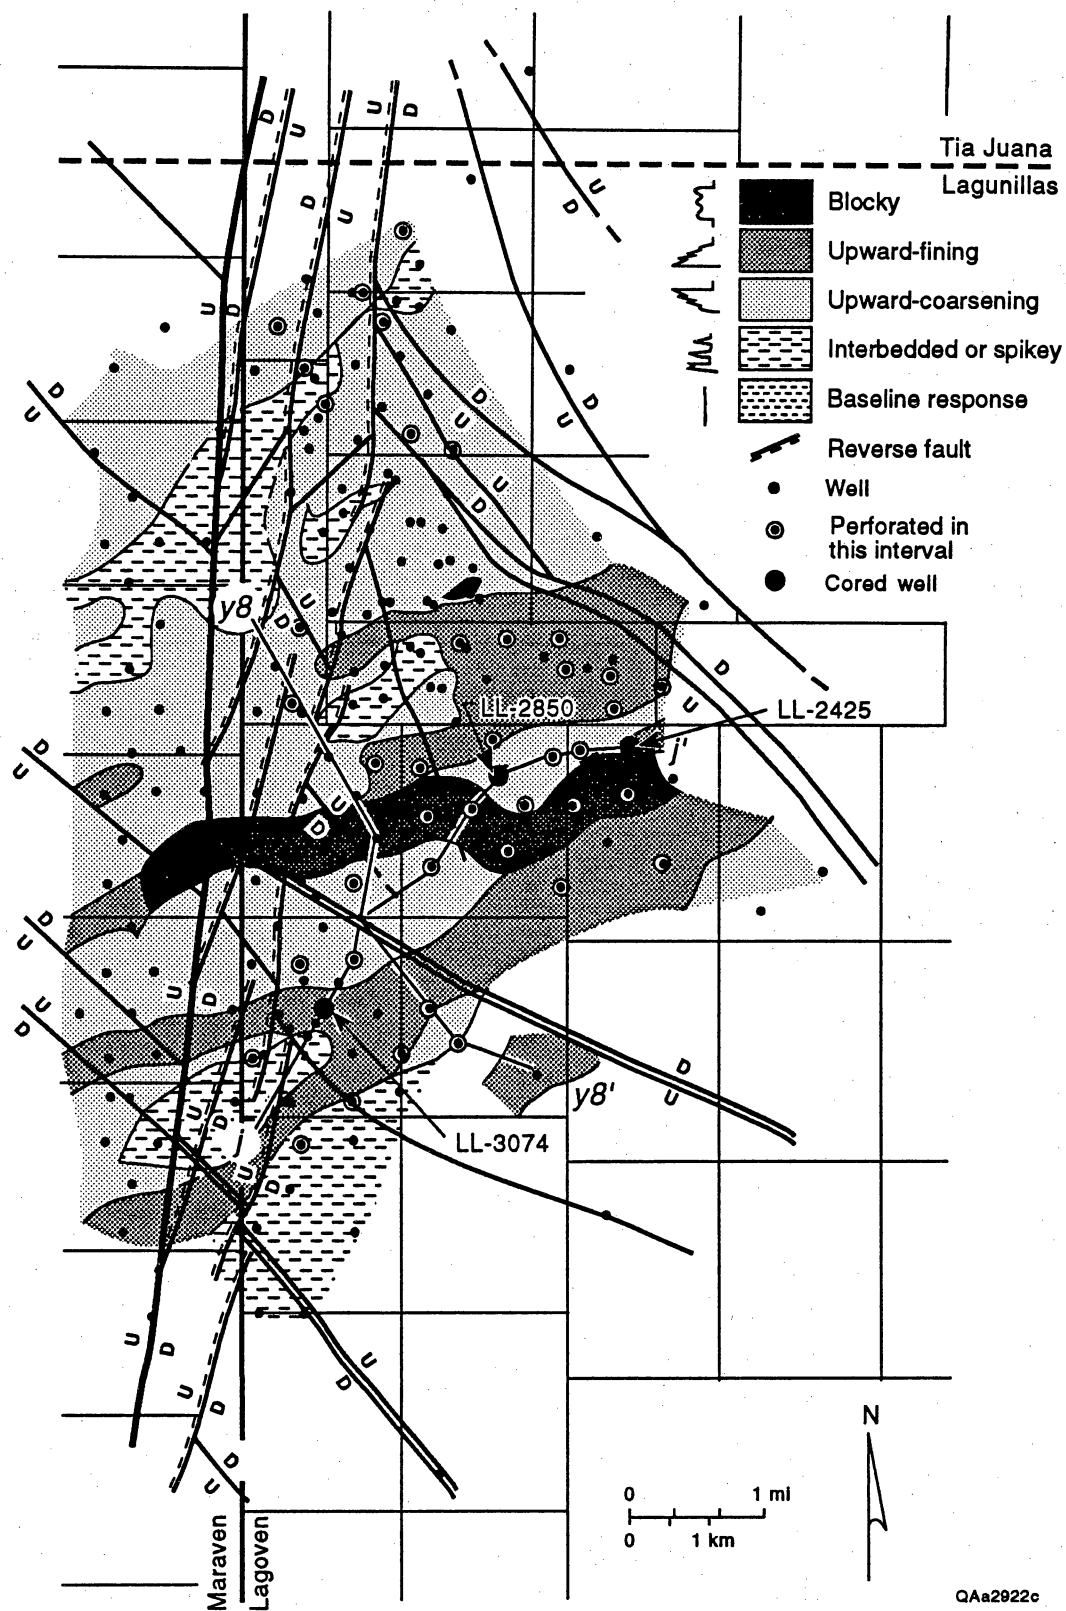 Tia Juana
Lagunillas
Blocky
Upward-fining
Upward-coarsening
Interbedded or spikey
Baseline response
Reverse fault
Well
Perforated in
this interval
Cored well
D U
U D
D
U
U
D
U D
D
U
D
U
D
U
U
D
y8
U
D
D
U
LL-2850
LL-2425
j'
D
U
U
D
D
U
U D
U
D
D
U
y8'
U
D
j
LL-3074
U
D
U
D
U
D
U
D
D
U
N
0 1 mi
0 1 km
Maraven
Lagoven
QAa2922c